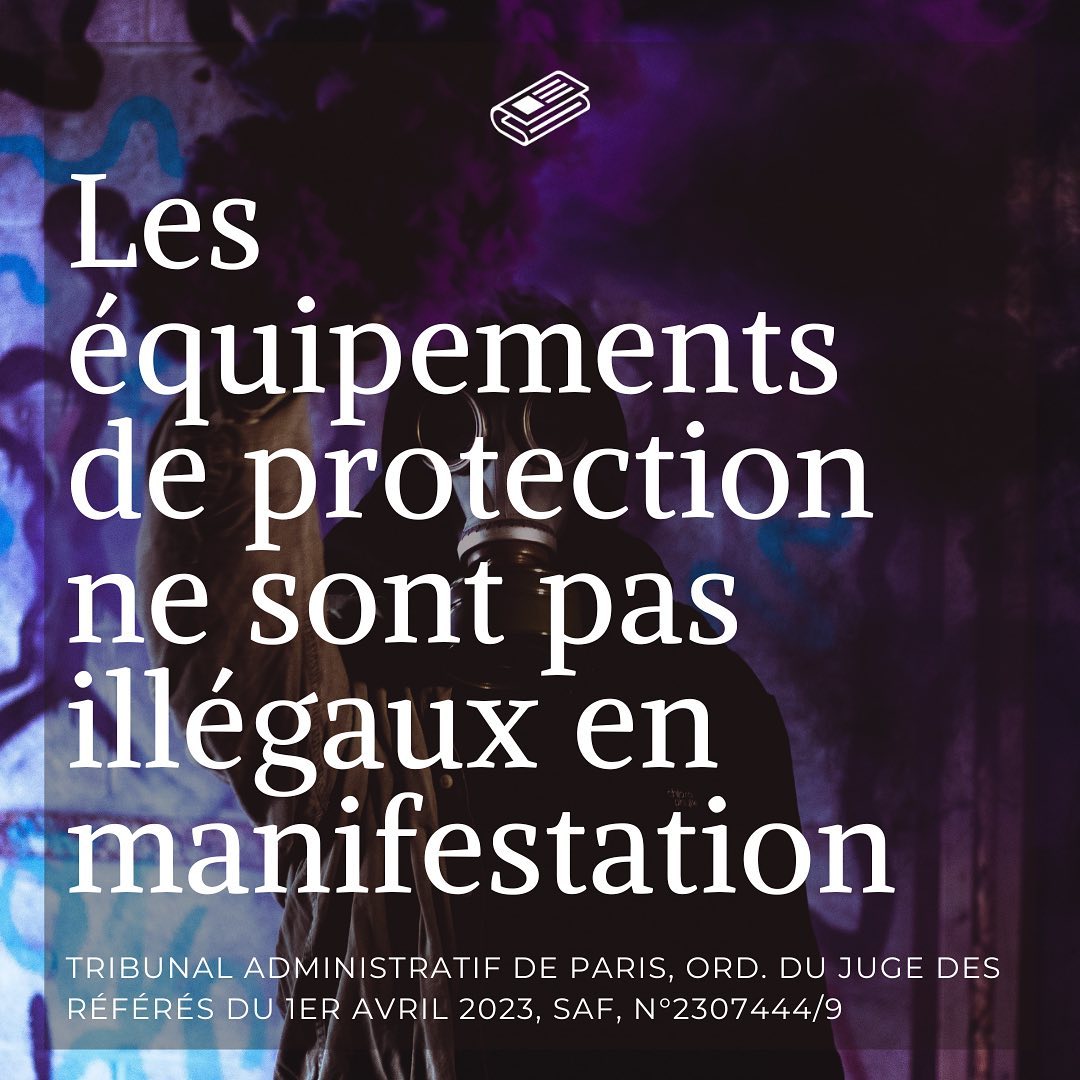 Les
équipements
de protection
ne sont pas
illégaux en
manifestation
TRIBUNAL ADMINISTRATIF DE PARIS, ORD. DU JUGE DES
RÉFÉRÉS DU 1ER AVRIL 2023, SAF, N°2307444/9